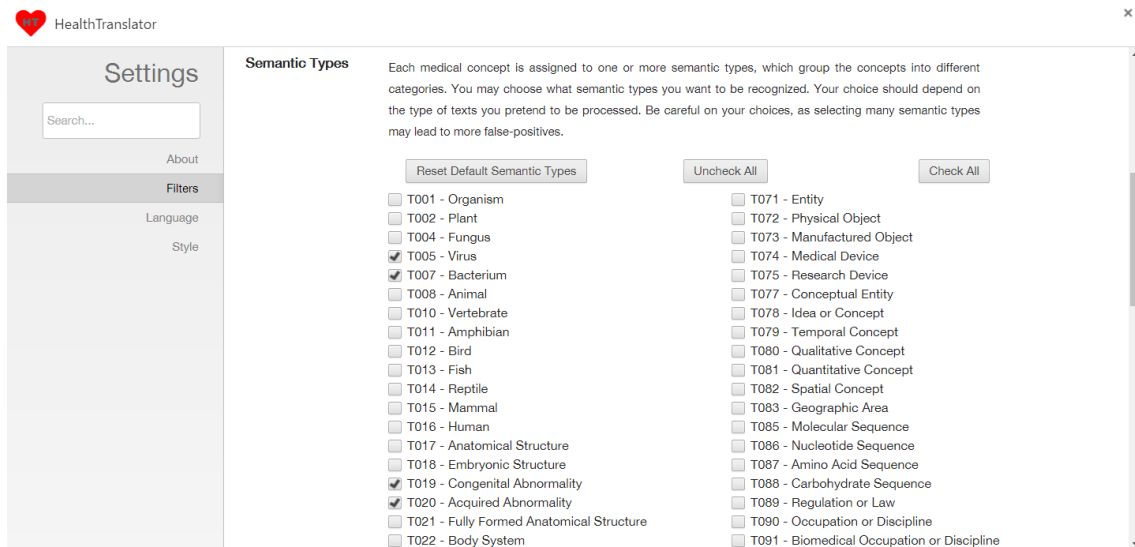 HT HealthTranslator
×
Settings
Search...
About
Filters
Language
Style
Semantic Types
Each medical concept is assigned to one or more semantic types, which group the concepts into different
categories. You may choose what semantic types you want to be recognized. Your choice should depend on
the type of texts you pretend to be processed. Be careful on your choices, as selecting many semantic types
may lead to more false-positives.
Reset Default Semantic Types Uncheck All Check All
T001 - Organism
T002 - Plant
T004 - Fungus
T005 - Virus
T007 - Bacterium
T008 - Animal
T010 - Vertebrate
T011 - Amphibian
T012 - Bird
T013 - Fish
T014 - Reptile
T015 - Mammal
T016 - Human
T017 - Anatomical Structure
T018 - Embryonic Structure
T019 - Congenital Abnormality
T020 - Acquired Abnormality
T021 - Fully Formed Anatomical Structure
T022 - Body System
T071 - Entity
T072 - Physical Object
T073 - Manufactured Object
T074 - Medical Device
T075 - Research Device
T077 - Conceptual Entity
T078 - Idea or Concept
T079 - Temporal Concept
T080 - Qualitative Concept
T081 - Quantitative Concept
T082 - Spatial Concept
T083 - Geographic Area
T085 - Molecular Sequence
T086 - Nucleotide Sequence
T087 - Amino Acid Sequence
T088 - Carbohydrate Sequence
T089 - Regulation or Law
T090 - Occupation or Discipline
T091 - Biomedical Occupation or Discipline